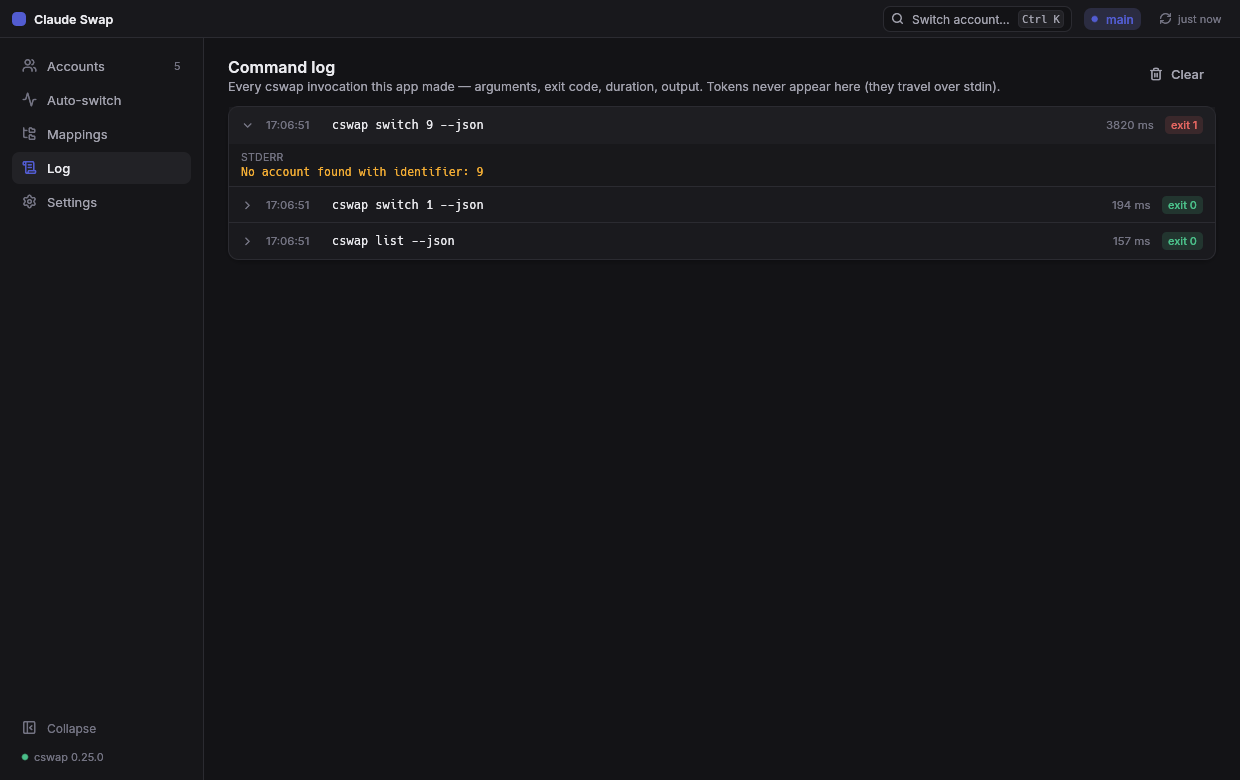 Claude Swap
Switch account... Ctrl K
main
just now
Accounts 5
Auto-switch
Mappings
Log
Settings
Collapse
cswap 0.25.0
Command log
Every cswap invocation this app made — arguments, exit code, duration, output. Tokens never appear here (they travel over stdin).
Clear
17:06:51 cswap switch 9 --json 3820 ms exit 1
STDERR
No account found with identifier: 9
17:06:51 cswap switch 1 --json 194 ms exit 0
17:06:51 cswap list --json 157 ms exit 0